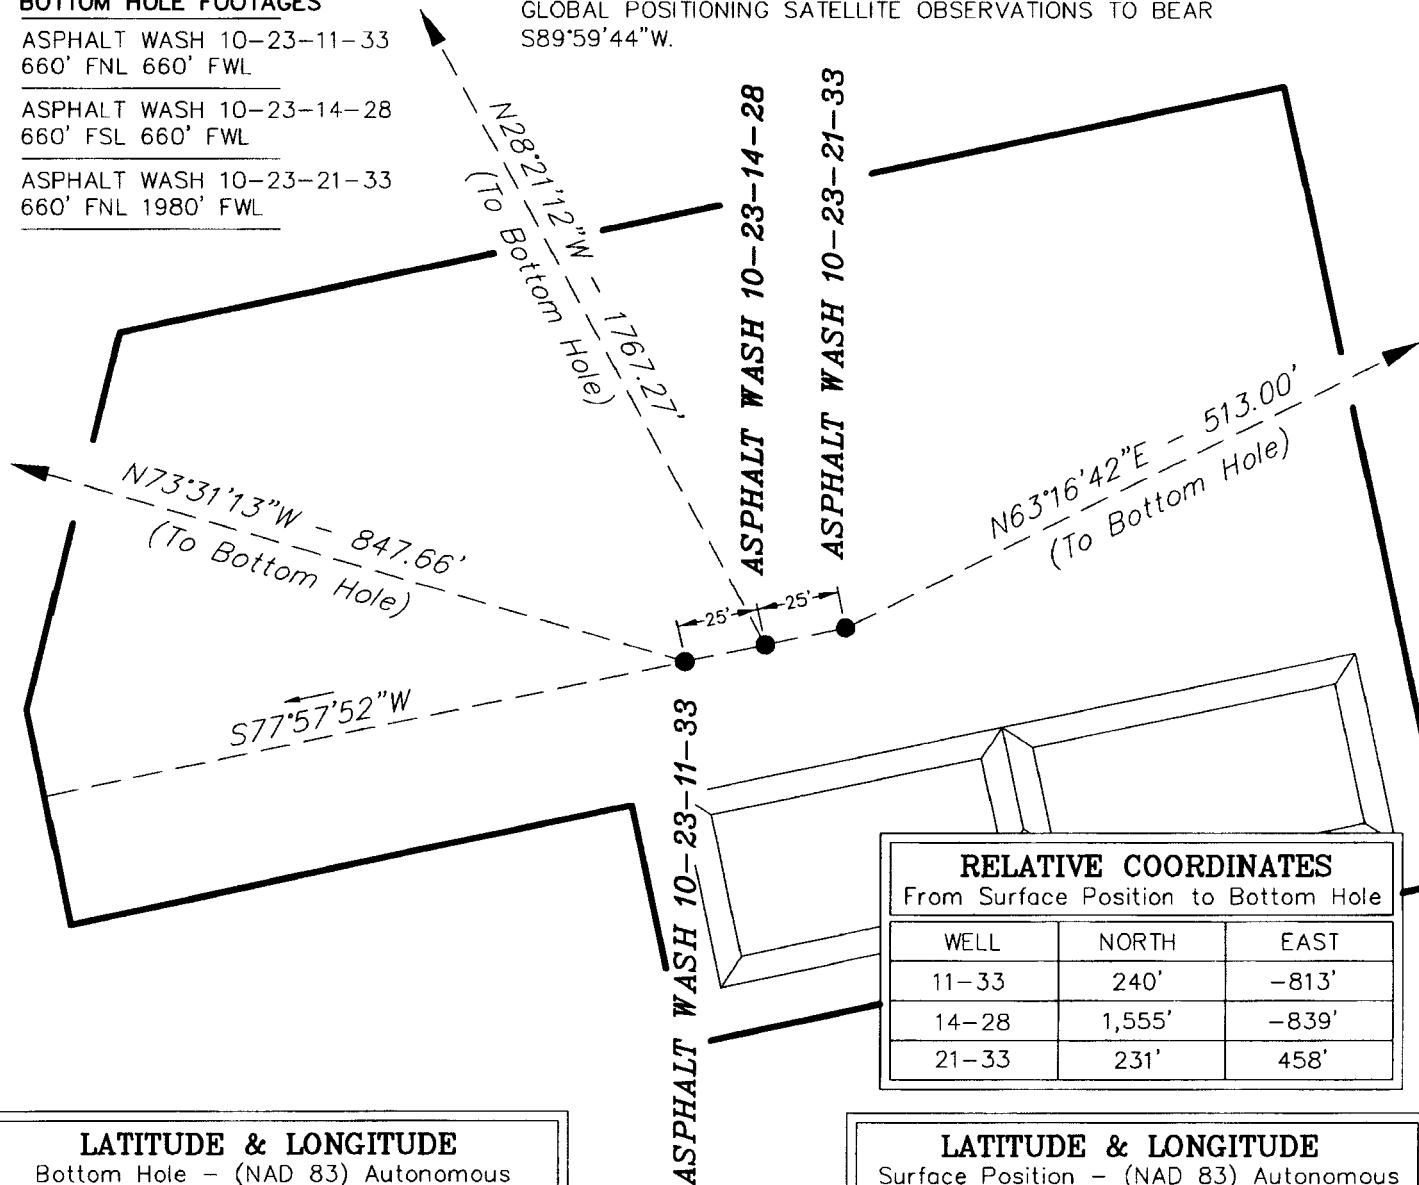 BOTTOM HOLE FOOTAGES
ASPHALT WASH 10-23-11-33
660' FNL 660' FWL
ASPHALT WASH 10-23-14-28
660' FSL 660' FWL
ASPHALT WASH 10-23-21-33
660' FNL 1980' FWL
GLOBAL POSITIONING SATELLITE OBSERVATIONS TO BEAR
S89°59'44"W.
N28°21'12"W - 1767.27'
(To Bottom Hole)
ASPHALT WASH 10-23-14-28
ASPHALT WASH 10-23-21-33
N73°31'13"W - 847.66'
(To Bottom Hole)
N63°16'42"E - 513.00'
(To Bottom Hole)
25'
25'
S77°57'52"W
ASPHALT WASH 10-23-11-33
RELATIVE COORDINATES
From Surface Position to Bottom Hole
WELL NORTH EAST
11-33 240' -813'
14-28 1,555' -839'
21-33 231' 458'
LATITUDE & LONGITUDE
Bottom Hole - (NAD 83) Autonomous
LATITUDE & LONGITUDE
Surface Position - (NAD 83) Autonomous